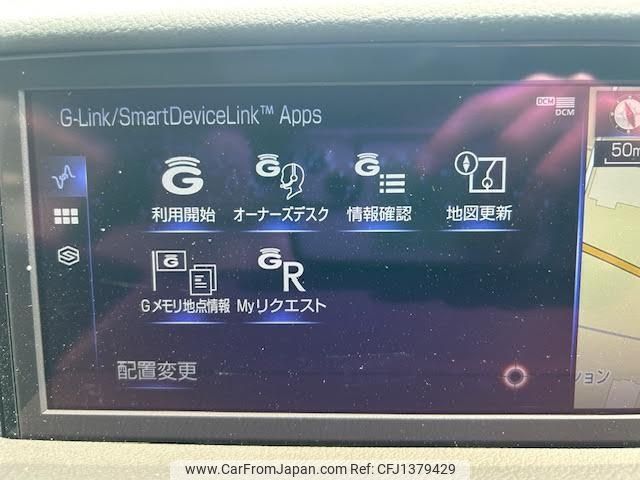 G-Link/SmartDeviceLink™ Apps
DCM
DCM
50m
利用開始
オーナーズデスク
情報確認
地図更新
Gメモリ地点情報
Myリクエスト
配置変更
ション
www.CarFromJapan.com Ref:CFJ1379429